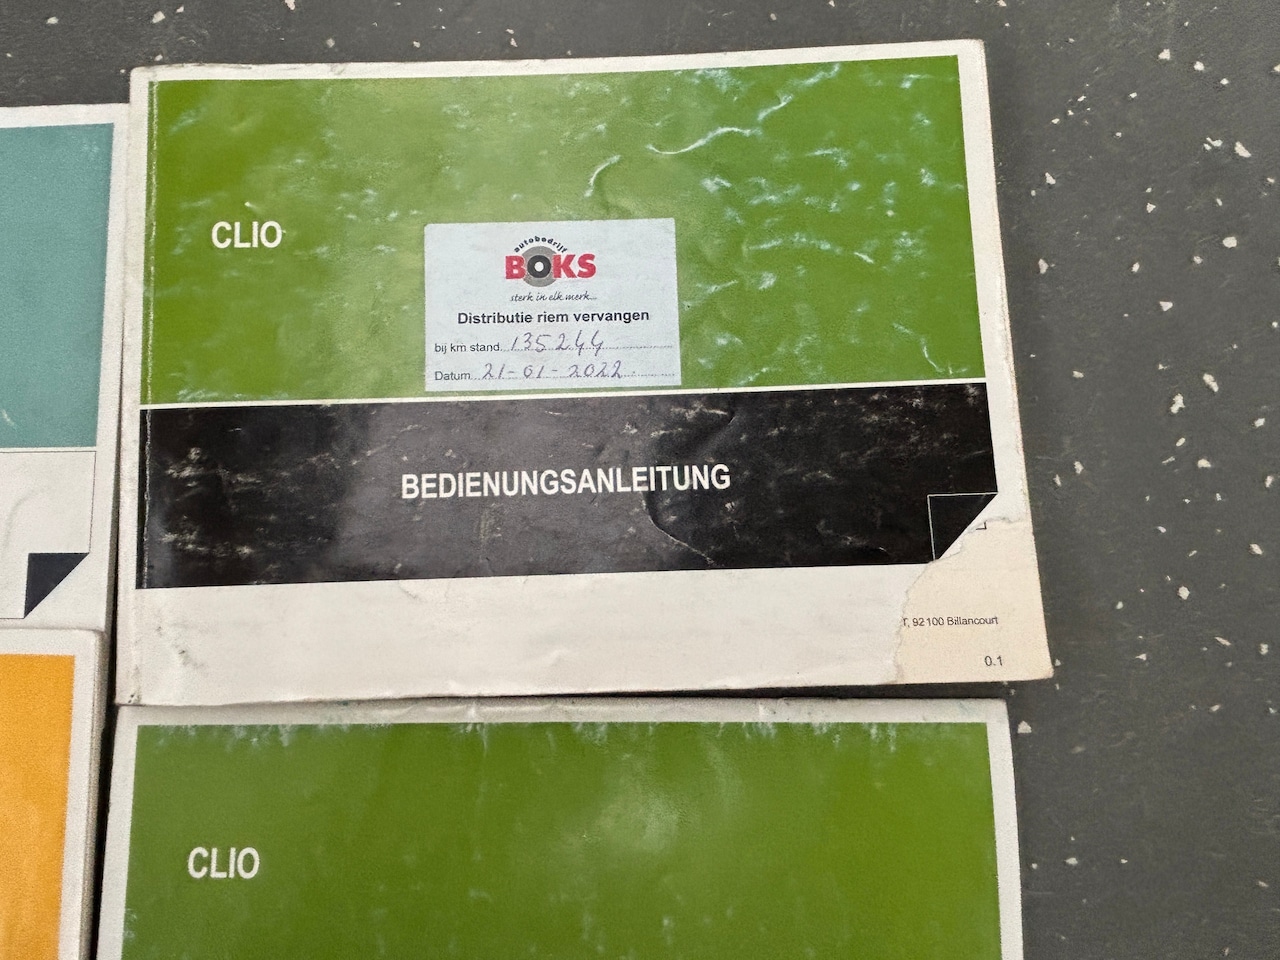 CLIO
autobedrijf
BOKS
sterk in elk merk...
Distributie riem vervangen
bij km stand. 135244
Datum 21-01-2022
BEDIENUNGSANLEITUNG
T, 92100 Billancourt
0.1
CLIO